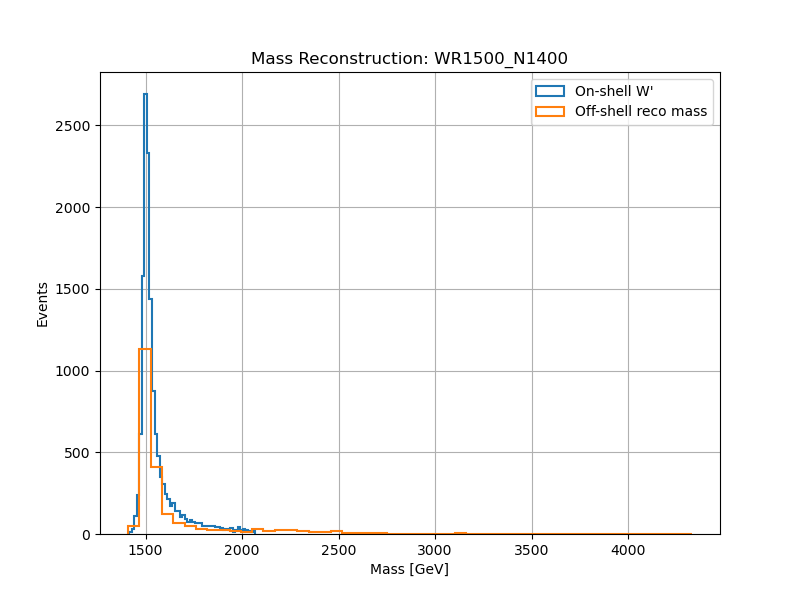 Mass Reconstruction: WR1500_N1400
On-shell W'
Off-shell reco mass
Events
2500
2000
1500
1000
500
0
1500 2000 2500 3000 3500 4000
Mass [GeV]